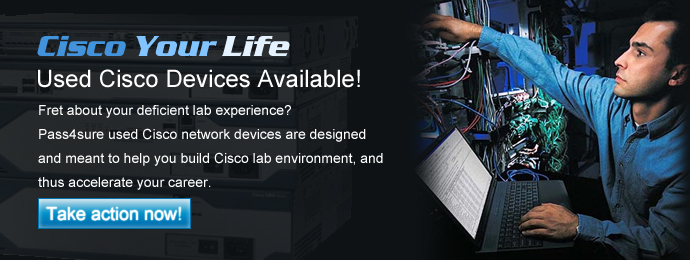 Cisco Your Life
Used Cisco Devices Available!
Fret about your deficient lab experience?
Pass4sure used Cisco network devices are designed
and meant to help you build Cisco lab environment, and
thus accelerate your career.
Take action now!